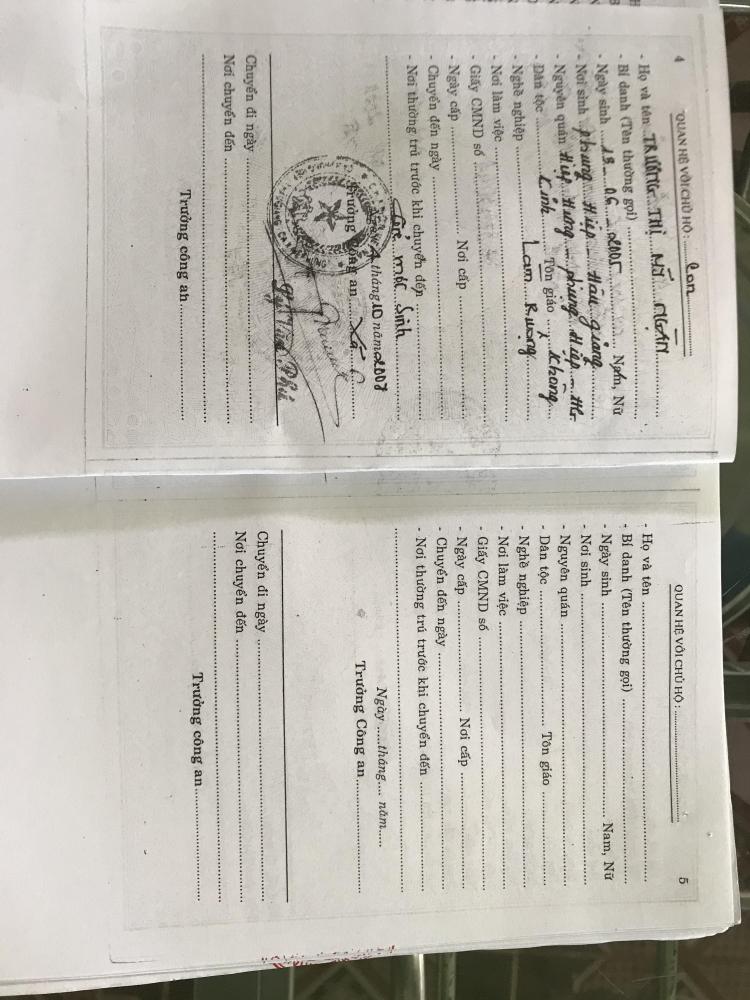 4
QUAN HỆ VỚI CHỦ HỘ: Con
- Họ và tên TRƯƠNG THỊ MỸ NGÂN
- Bí danh (Tên thường gọi)
- Ngày sinh 13 - 06 - 2005 Nam, Nữ
- Nơi sinh Phụng Hiệp - Hậu giang
- Nguyên quán Hiệp Hưng - phụng Hiệp - HG
- Dân tộc Kinh Tôn giáo Không
- Nghề nghiệp Làm Ruộng
- Nơi làm việc
- Giấy CMND số
- Ngày cấp Nơi cấp
- Chuyển đến ngày
- Nơi thường trú trước khi chuyển đến
mới Sinh
tháng 10 năm 2007
Trưởng Công an Xã
Chuyển đi ngày
Nơi chuyển đến
Trưởng công an
QUAN HỆ VỚI CHỦ HỘ:
5
- Họ và tên
- Bí danh (Tên thường gọi)
- Ngày sinh Nam, Nữ
- Nơi sinh
- Nguyên quán
- Dân tộc Tôn giáo
- Nghề nghiệp
- Nơi làm việc
- Giấy CMND số
- Ngày cấp Nơi cấp
- Chuyển đến ngày
- Nơi thường trú trước khi chuyển đến
Ngày tháng năm
Trưởng Công an
Chuyển đi ngày
Nơi chuyển đến
Trưởng công an